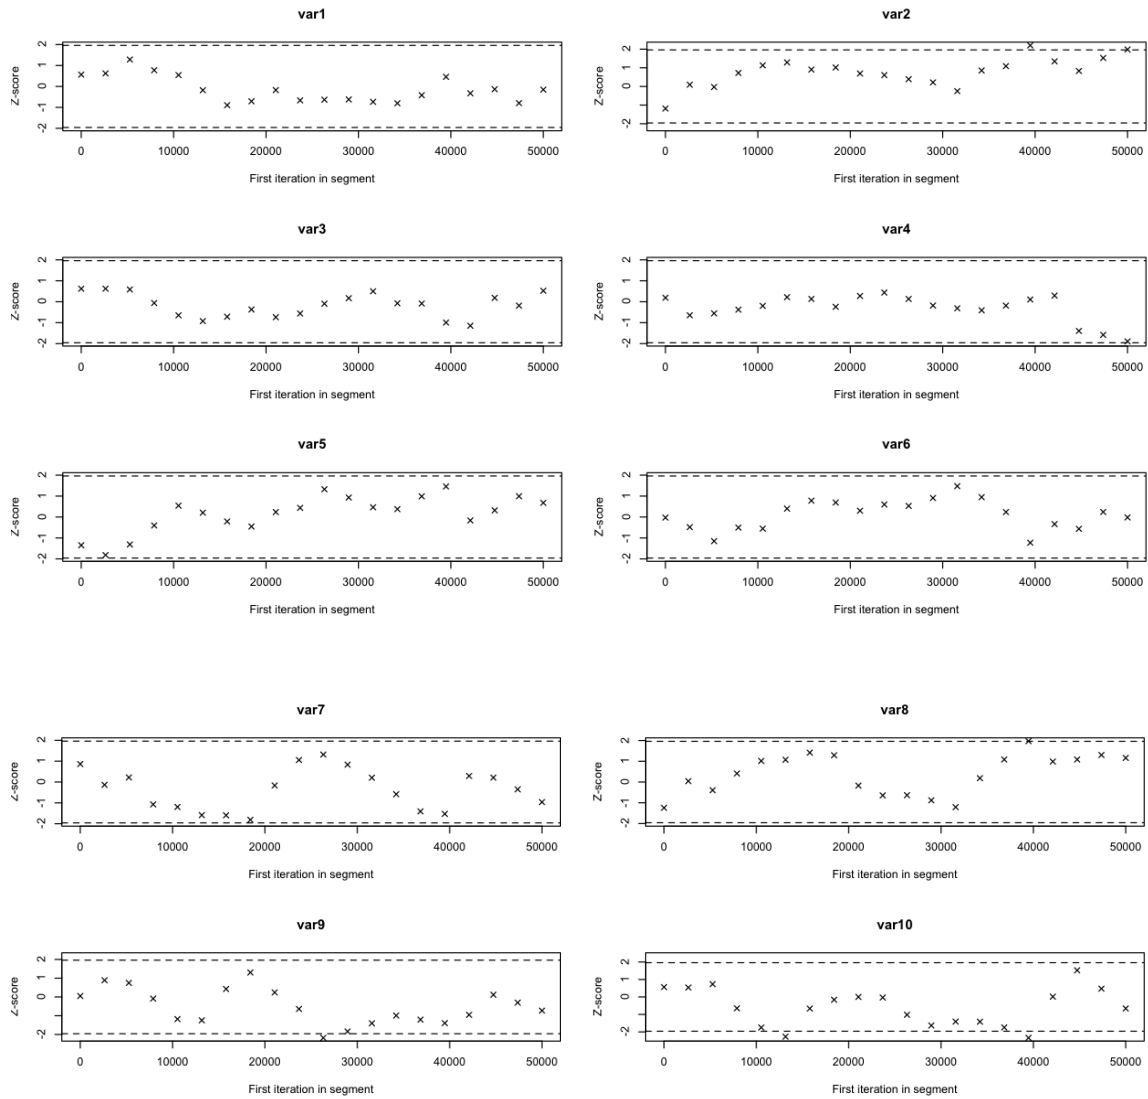 var1
var2
Z-score
-2 -1 0 1 2
Z-score
-2 0 1 2
0 10000 20000 30000 40000 50000
0 10000 20000 30000 40000 50000
First iteration in segment
First iteration in segment
var3
var4
Z-score
-2 -1 0 1 2
Z-score
-2 -1 0 1 2
0 10000 20000 30000 40000 50000
0 10000 20000 30000 40000 50000
First iteration in segment
First iteration in segment
var5
var6
Z-score
-2 -1 0 1 2
Z-score
-2 -1 0 1 2
0 10000 20000 30000 40000 50000
0 10000 20000 30000 40000 50000
First iteration in segment
First iteration in segment
var7
var8
Z-score
-2 -1 0 1 2
Z-score
-2 -1 0 1 2
0 10000 20000 30000 40000 50000
0 10000 20000 30000 40000 50000
First iteration in segment
First iteration in segment
var9
var10
Z-score
-2 0 1 2
Z-score
-2 0 1 2
0 10000 20000 30000 40000 50000
0 10000 20000 30000 40000 50000
First iteration in segment
First iteration in segment